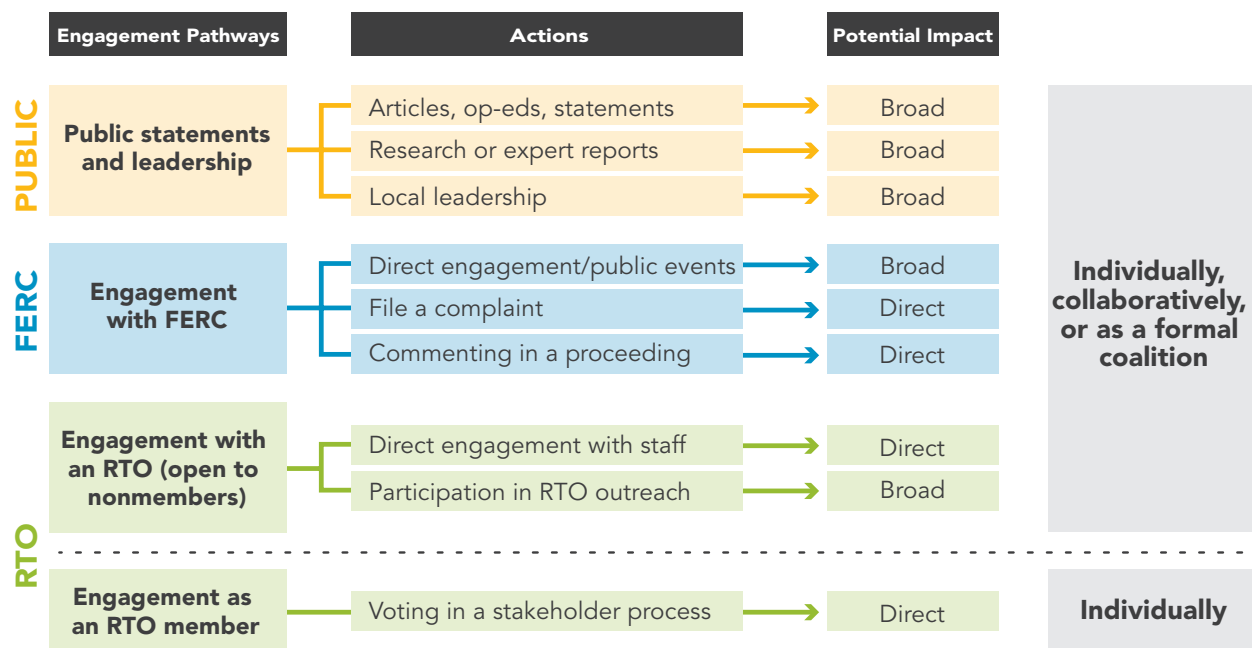 Engagement Pathways
Actions
Potential Impact
PUBLIC
Public statements
and leadership
Articles, op-eds, statements
Broad
Research or expert reports
Broad
Local leadership
Broad
FERC
Engagement
with FERC
Direct engagement/public events
Broad
File a complaint
Direct
Commenting in a proceeding
Direct
Individually,
collaboratively,
or as a formal
coalition
RTO
Engagement with
an RTO (open to
nonmembers)
Direct engagement with staff
Direct
Participation in RTO outreach
Broad
Engagement as
an RTO member
Voting in a stakeholder process
Direct
Individually